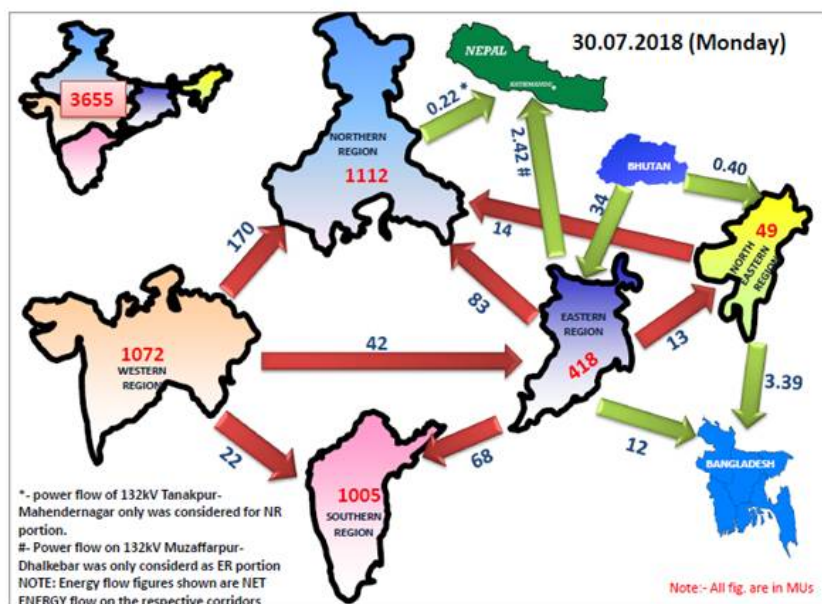 30.07.2018 (Monday)
3655
NEPAL
KATHMANDU
0.22 *
2.42 #
NORTHERN
REGION
1112
BHUTAN
0.40
34
170
14
49
NORTH
EASTERN
REGION
83
EASTERN
REGION
418
13
1072
WESTERN
REGION
42
3.39
22
68
12
1005
SOUTHERN
REGION
BANGLADESH
*- power flow of 132kV Tanakpur-
Mahendernagar only was considered for NR
portion.
#- Power flow on 132kV Muzaffarpur-
Dhalkebar was only considerd as ER portion
NOTE: Energy flow figures shown are NET
ENERGY flow on the respective corridors
Note:- All fig. are in MUs